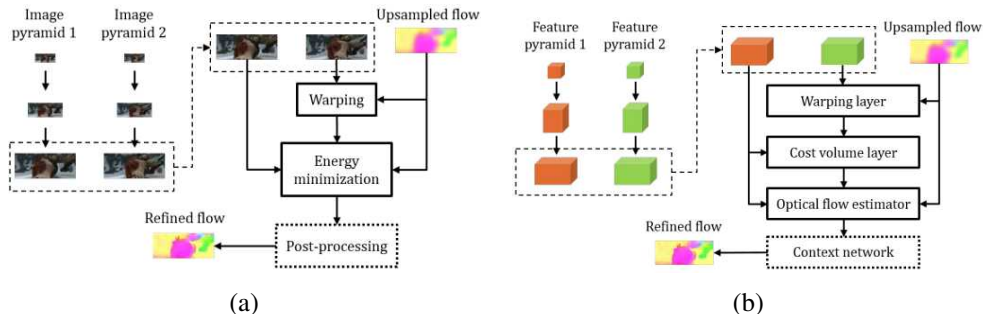 Image
pyramid 1
Image
pyramid 2
Upsampled flow
Warping
Energy
minimization
Refined flow
Post-processing
(a)
Feature
pyramid 1
Feature
pyramid 2
Upsampled flow
Warping layer
Cost volume layer
Optical flow estimator
Refined flow
Context network
(b)